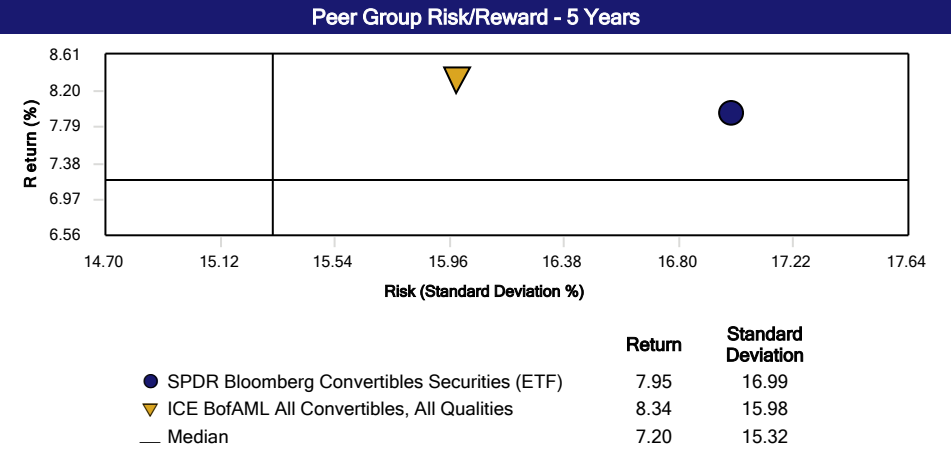 Peer Group Risk/Reward - 5 Years
8.61
8.20
7.79
7.38
6.97
6.56
Return (%)
14.70 15.12 15.54 15.96 16.38 16.80 17.22 17.64
Risk (Standard Deviation %)
Return Standard
Deviation
SPDR Bloomberg Convertibles Securities (ETF) 7.95 16.99
ICE BofAML All Convertibles, All Qualities 8.34 15.98
Median 7.20 15.32